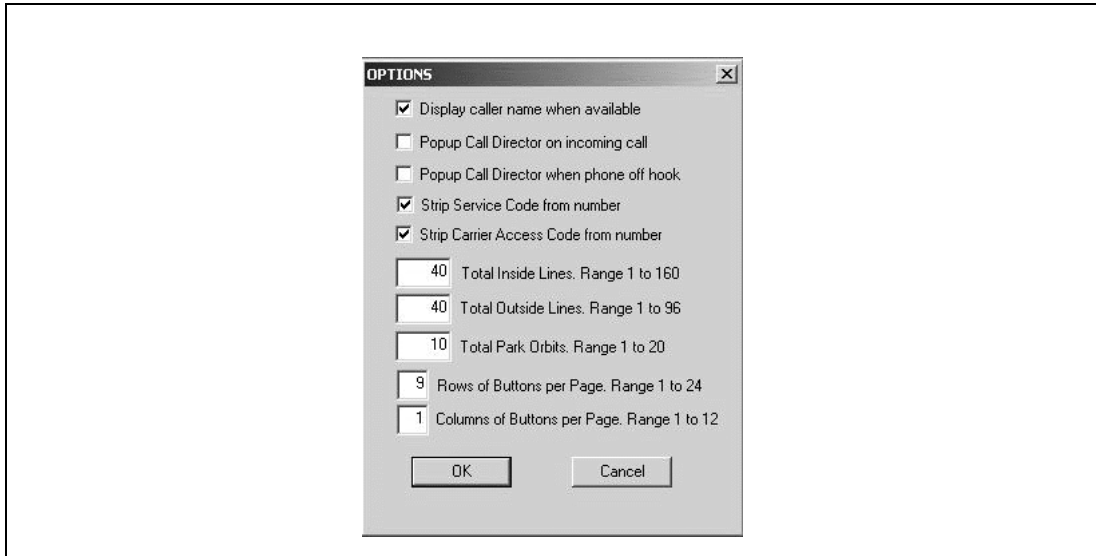 OPTIONS
Display caller name when available
Popup Call Director on incoming call
Popup Call Director when phone off hook
Strip Service Code from number
Strip Carrier Access Code from number
40 Total Inside Lines. Range 1 to 160
40 Total Outside Lines. Range 1 to 96
10 Total Park Orbits. Range 1 to 20
9 Rows of Buttons per Page. Range 1 to 24
1 Columns of Buttons per Page. Range 1 to 12
OK Cancel